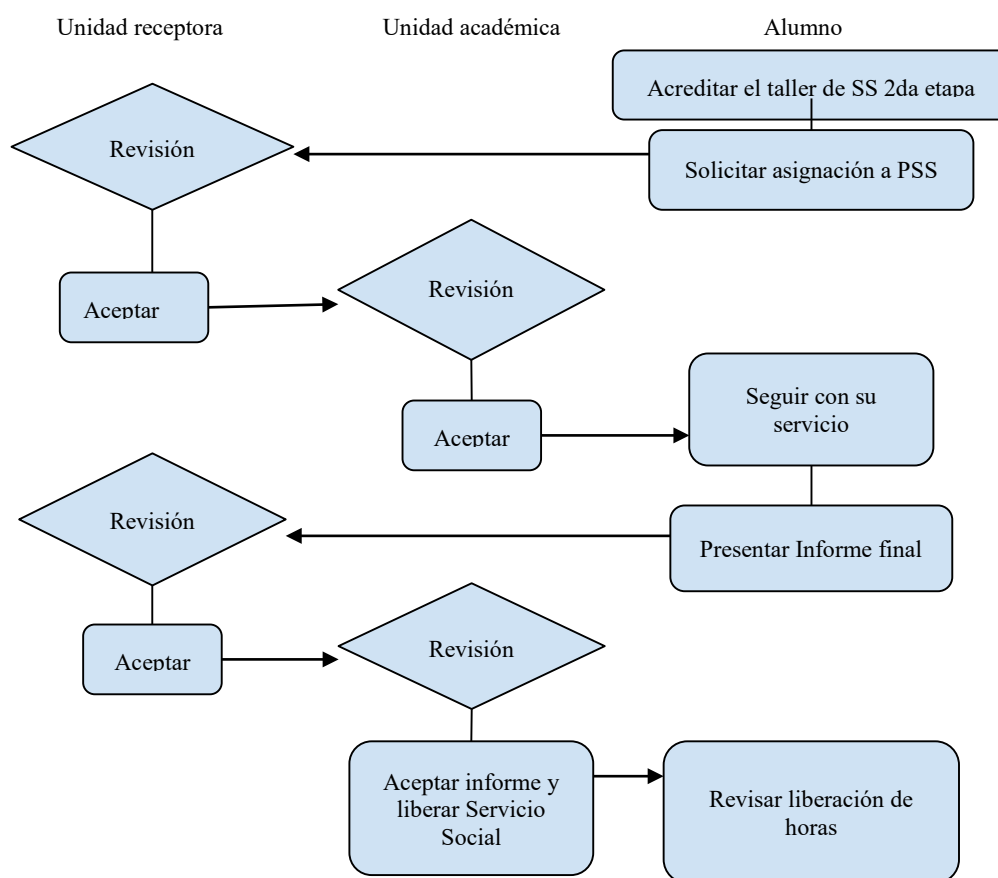 Unidad receptora
Unidad académica
Alumno
Acreditar el taller de SS 2da etapa
Revisión
Solicitar asignación a PSS
Aceptar
Revisión
Aceptar
Seguir con su
servicio
Revisión
Presentar Informe final
Aceptar
Revisión
Aceptar informe y
liberar Servicio
Social
Revisar liberación de
horas